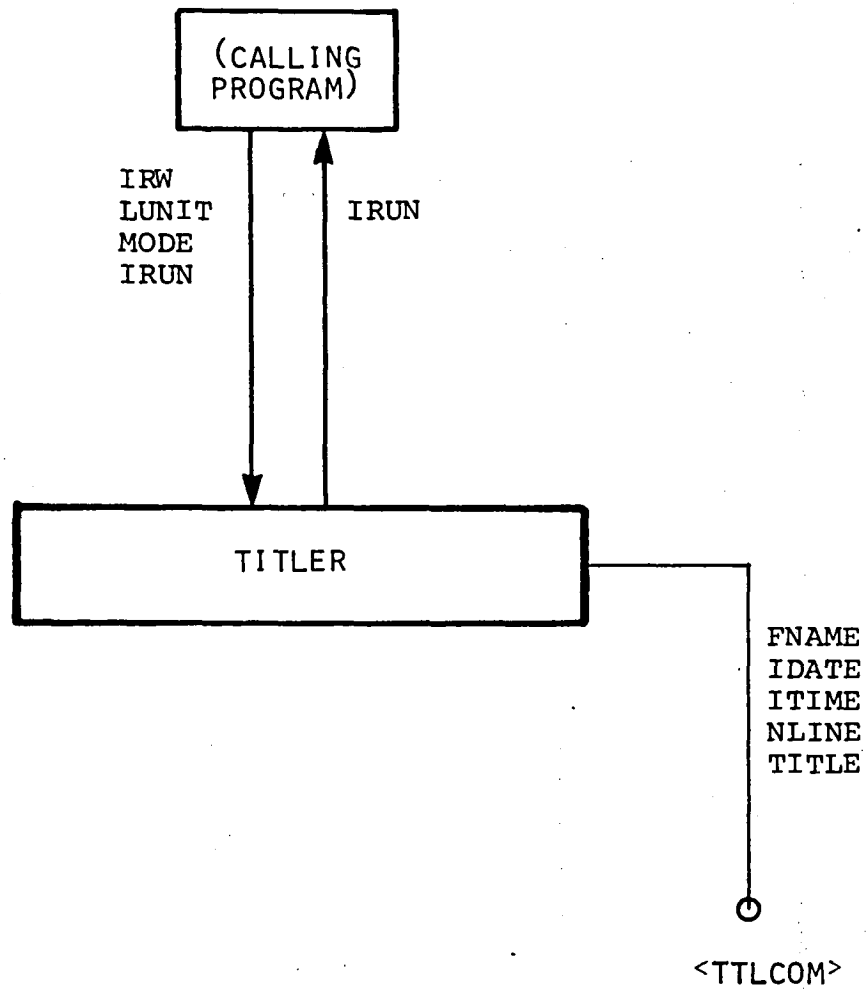 (CALLING
PROGRAM)
IRW
LUNIT
MODE
IRUN
IRUN
TITLER
FNAME
IDATE
ITIME
NLINE
TITLE
<TTLCOM>